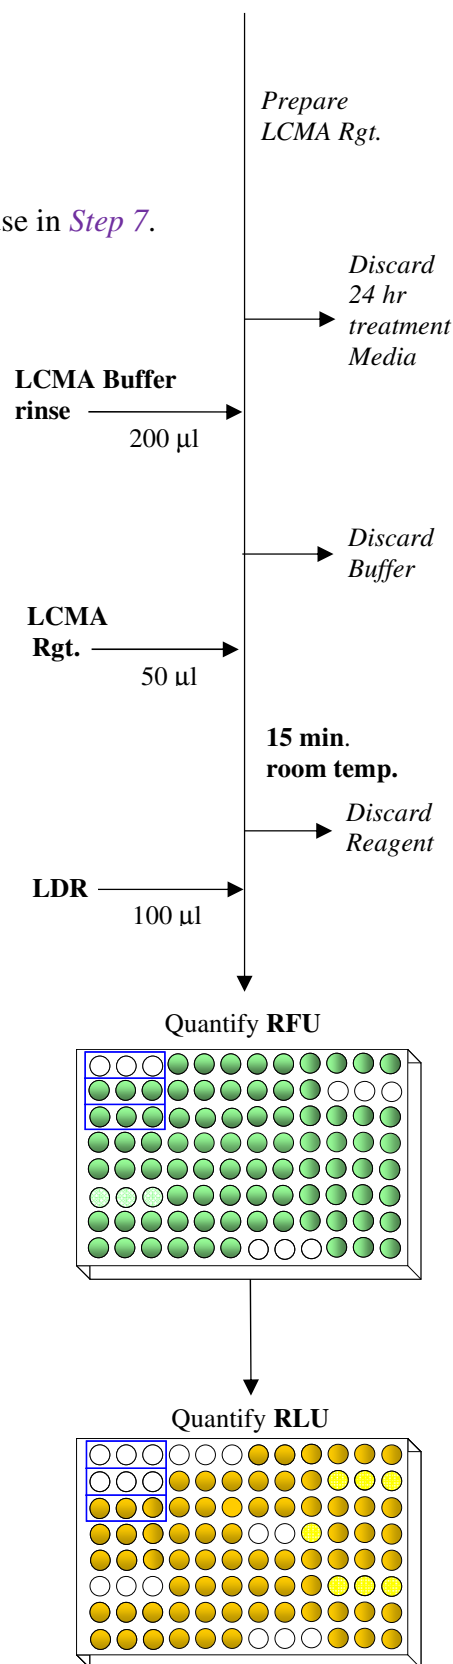 Prepare
LCMA Rgt.
se in Step 7.
Discard
24 hr
treatment
Media
LCMA Buffer
rinse
200 µl
Discard
Buffer
LCMA
Rgt.
50 µl
15 min.
room temp.
Discard
Reagent
LDR
100 µl
Quantify RFU
Quantify RLU